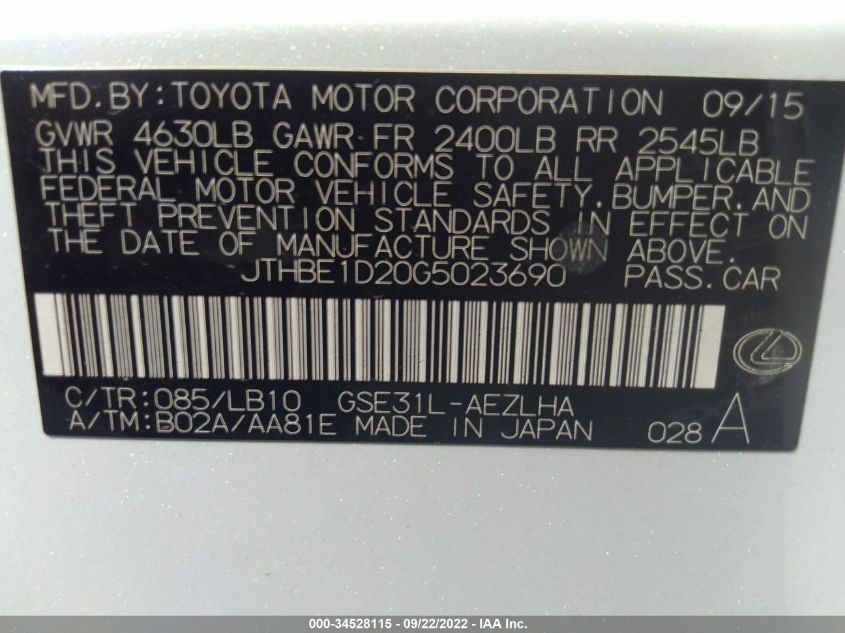 MFD.BY:TOYOTA MOTOR CORPORATION 09/15
GVWR 4630LB GAWR FR 2400LB RR 2545LB
THIS VEHICLE CONFORMS TO ALL APPLICABLE
FEDERAL MOTOR VEHICLE SAFETY,BUMPER,AND
THEFT PREVENTION STANDARDS IN EFFECT ON
THE DATE OF MANUFACTURE SHOWN ABOVE.
JTHBE1D20G5023690 PASS.CAR
C/TR:085/LB10 GSE31L-AEZLHA
A/TM:B02A/AA81E MADE IN JAPAN 028 A
000-34528115 - 09/22/2022 - IAA Inc.